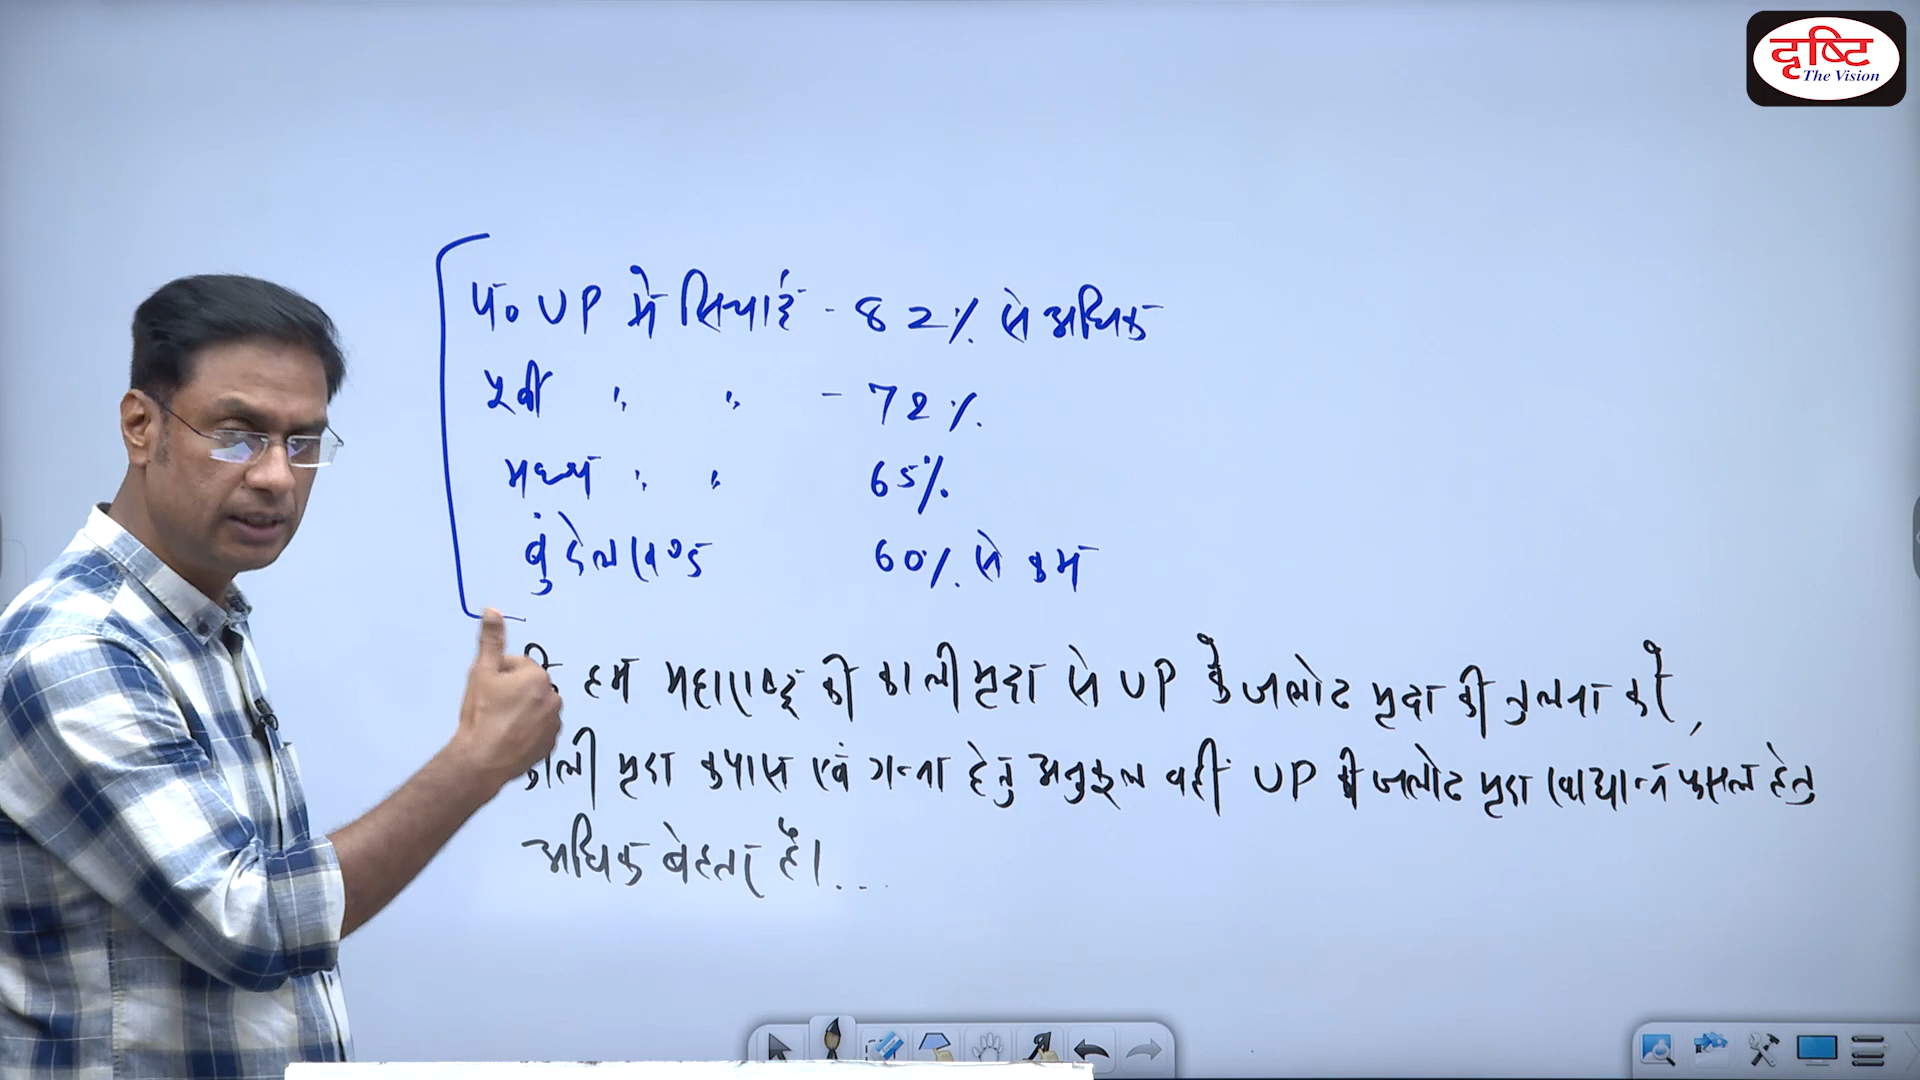 दृष्टि
The Vision
प० UP में सिंचाई - 82% से अधिक
पूर्वी " " - 72%
मध्य " " 65%
बुंदेलखण्ड 60% से कम
हम महाराष्ट्र की काली मृदा से UP के जलोढ मृदा की तुलना करें,
काली मृदा कपास एवं गन्ना हेतु अनुकूल वहीं UP की जलोढ मृदा खाद्यान्न फसल हेतु
अधिक बेहतर है।...